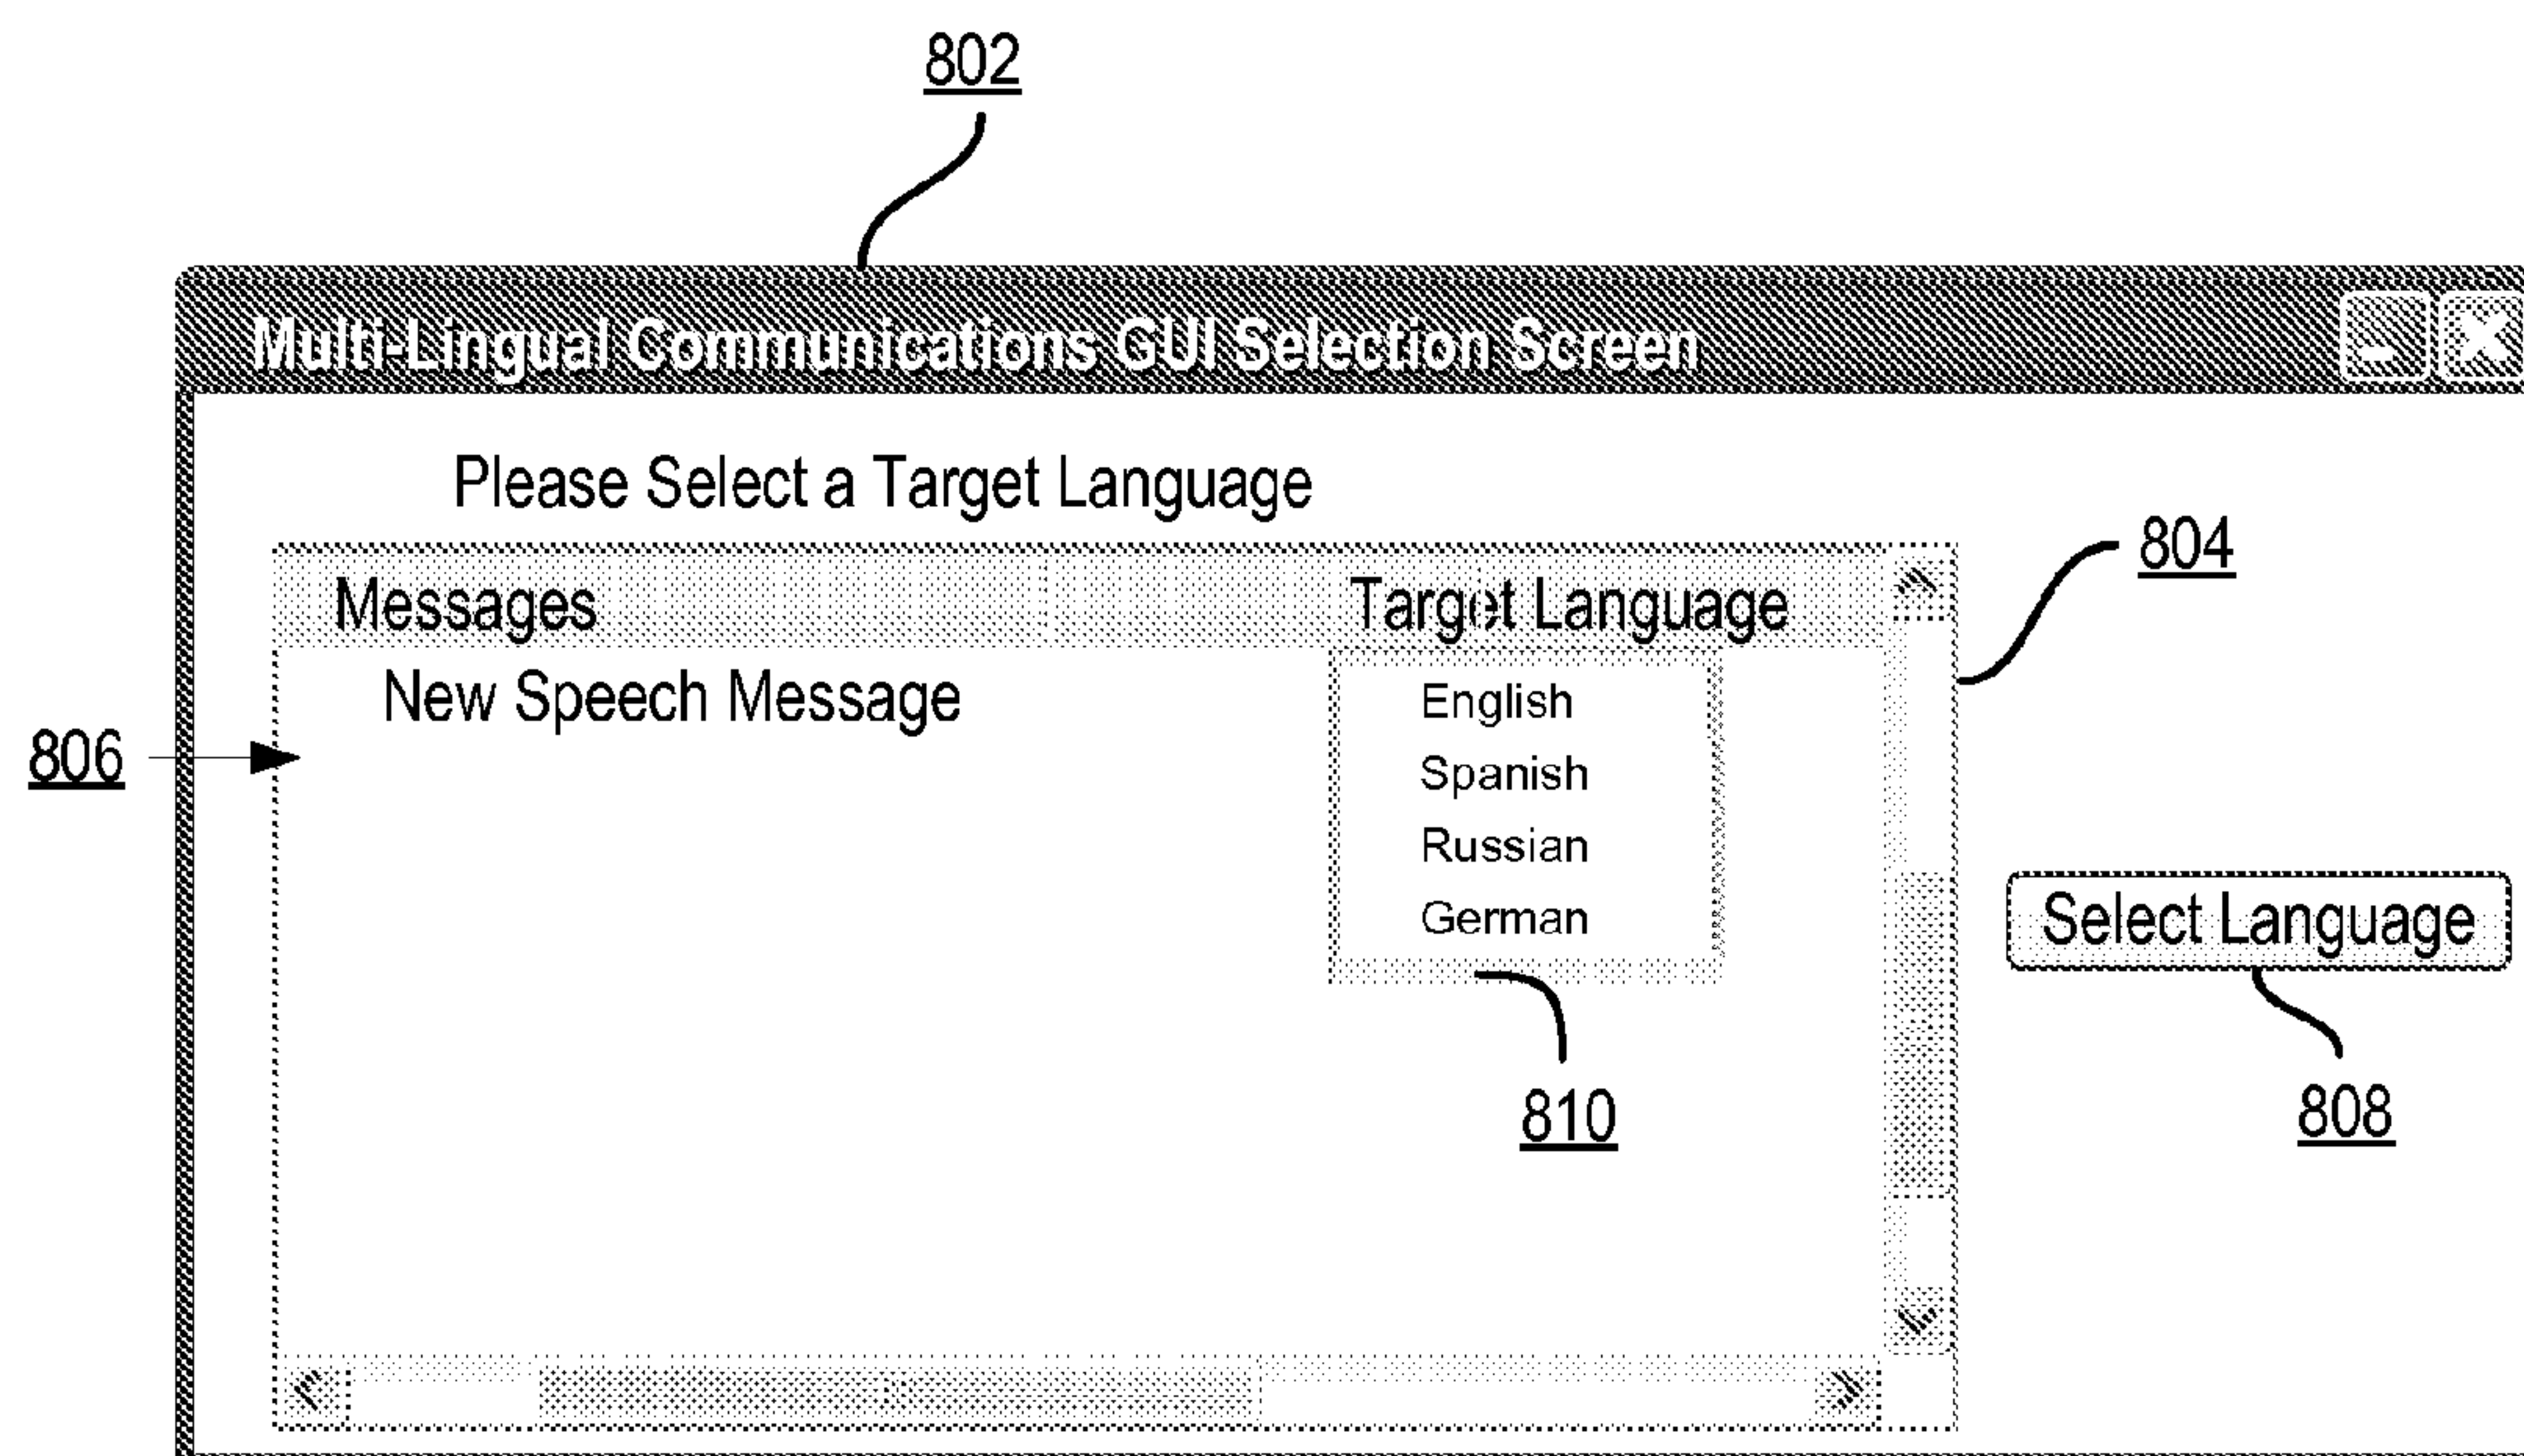 802
Multi-Lingual Communications GUI Selection Screen
Please Select a Target Language
804
Messages Target Language
New Speech Message English
806
Spanish
Russian
German
Select Language
810
808